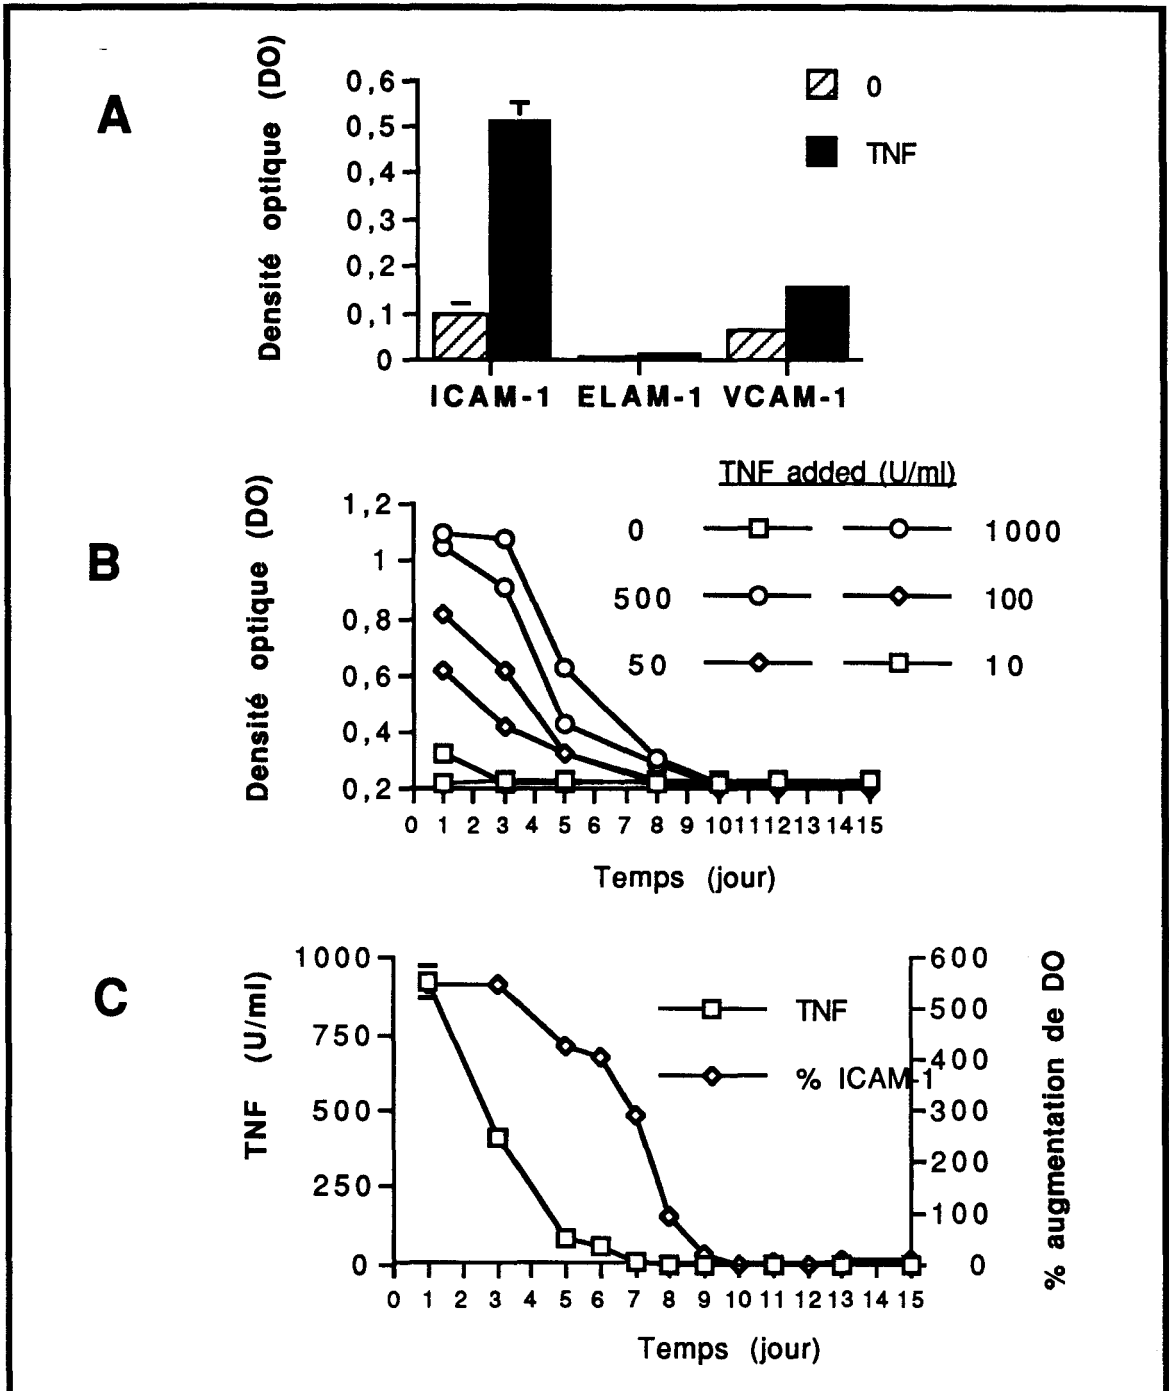 A
Densité optique (DO)
0,6
0,5
0,4
0,3
0,2
0,1
0
0
TNF
ICAM-1 ELAM-1 VCAM-1
B
Densité optique (DO)
TNF added (U/ml)
1,2
1
0,8
0,6
0,4
0,2
0 1000
500 100
50 10
0 1 2 3 4 5 6 7 8 9 10 11 12 13 14 15
Temps (jour)
C
TNF (U/ml)
1000
750
500
250
0
TNF
% ICAM 1
600
500
400
300
200
100
0
% augmentation de DO
0 1 2 3 4 5 6 7 8 9 10 11 12 13 14 15
Temps (jour)